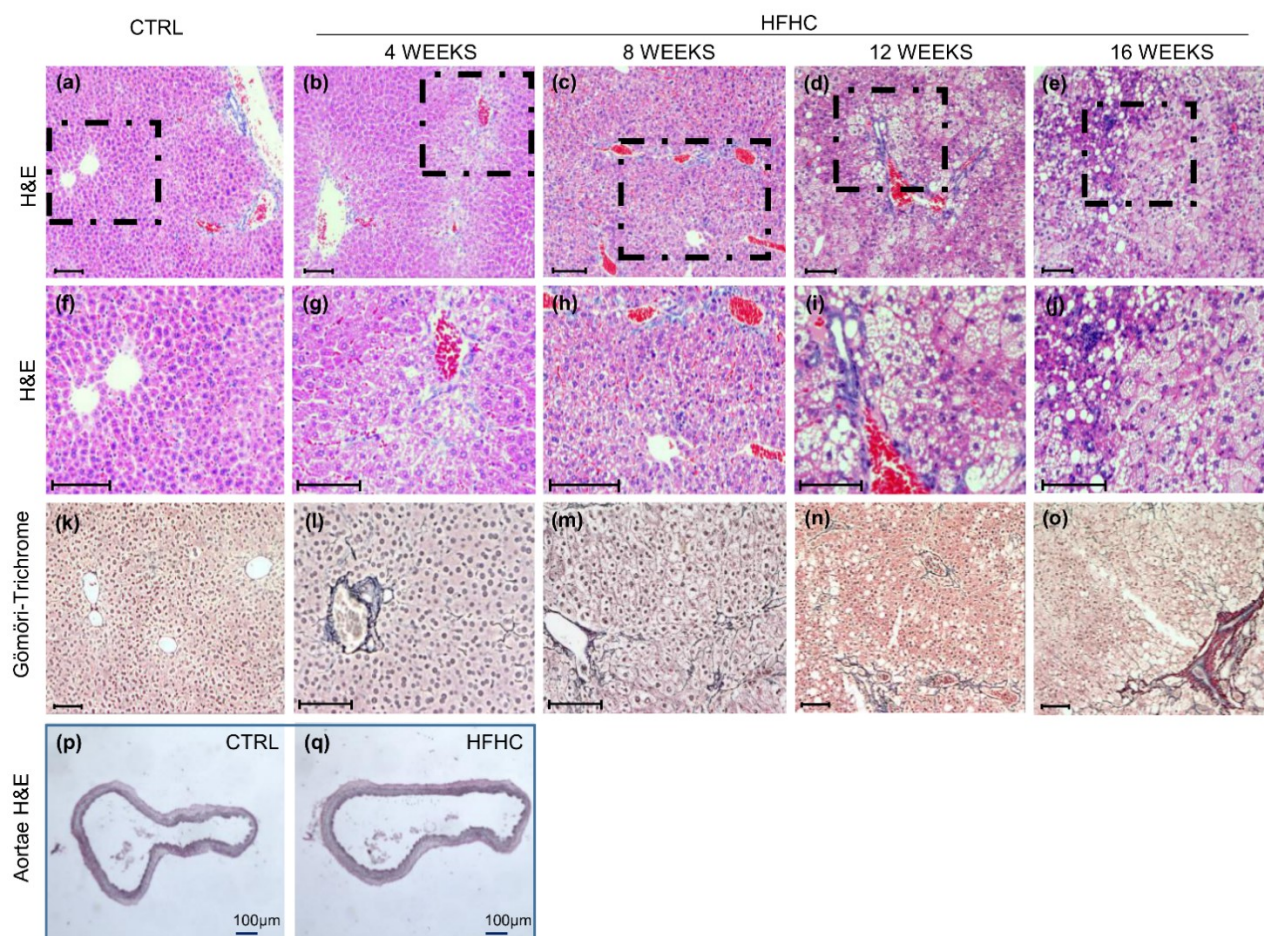 CTRL
HFHC
4 WEEKS
8 WEEKS
12 WEEKS
16 WEEKS
H&E
(a)
(b)
(c)
(d)
(e)
H&E
(f)
(g)
(h)
(i)
(j)
Gömöri-Trichrome
(k)
(l)
(m)
(n)
(o)
Aortae H&E
(p)
CTRL
100µm
(q)
HFHC
100µm